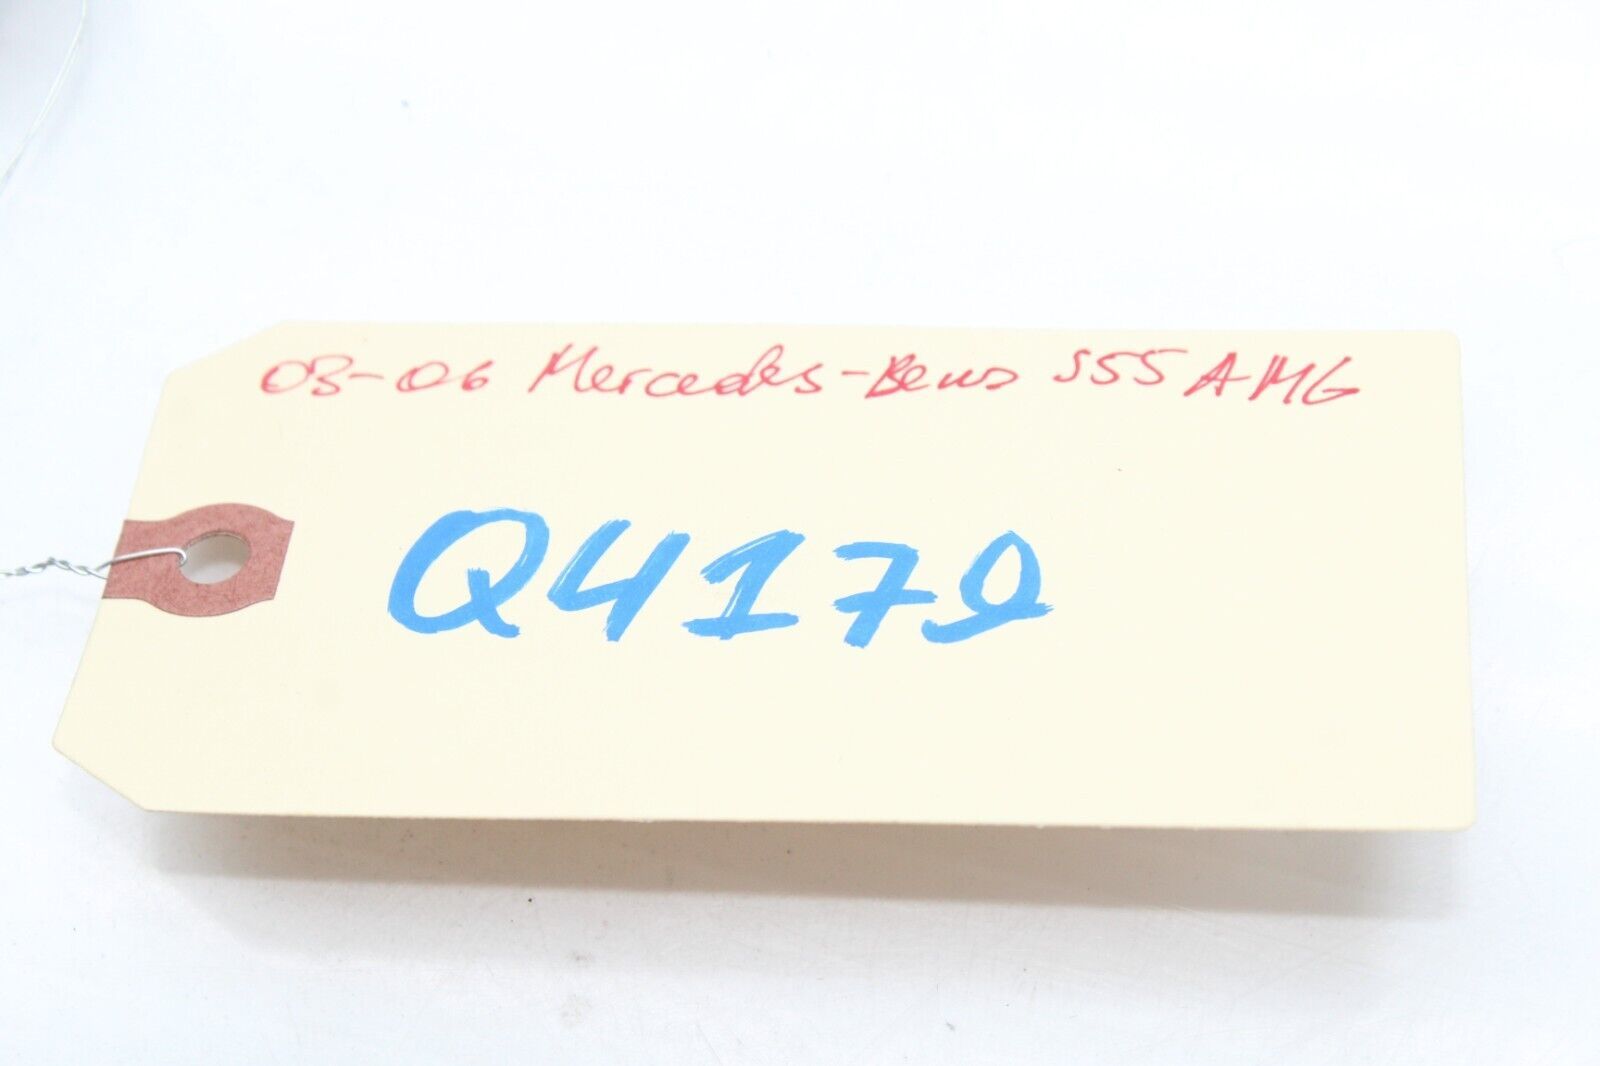 03-06 Mercedes-Benz S55 AMG
Q4179